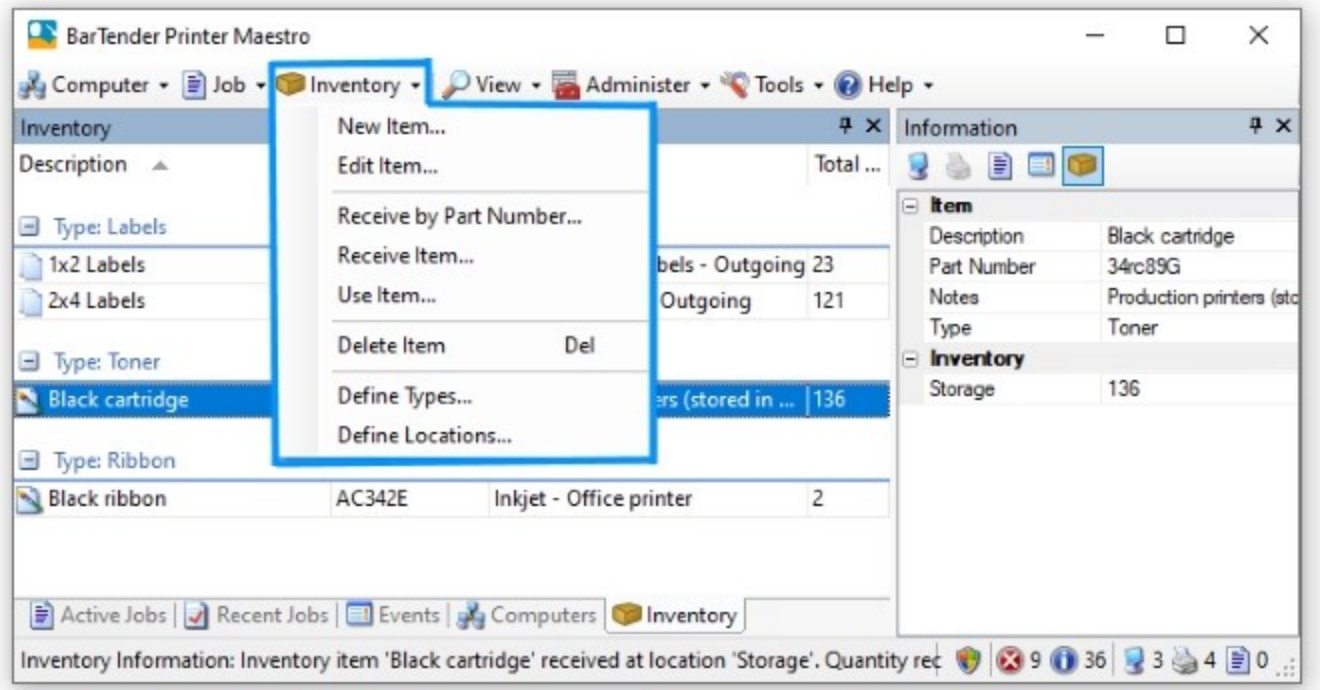 BarTender Printer Maestro
Computer Job Inventory View Administer Tools Help
Inventory
Description Total ...
Type: Labels
1x2 Labels bels - Outgoing 23
2x4 Labels Outgoing 121
Type: Toner
Black cartridge ers (stored in ... 136
Type: Ribbon
Black ribbon AC342E Inkjet - Office printer 2
New Item...
Edit Item...
Receive by Part Number...
Receive Item...
Use Item...
Delete Item Del
Define Types...
Define Locations...
Information
Item
Description Black cartridge
Part Number 34rc89G
Notes Production printers (stc
Type Toner
Inventory
Storage 136
Active Jobs Recent Jobs Events Computers Inventory
Inventory Information: Inventory item 'Black cartridge' received at location 'Storage'. Quantity rec 9 36 3 4 0